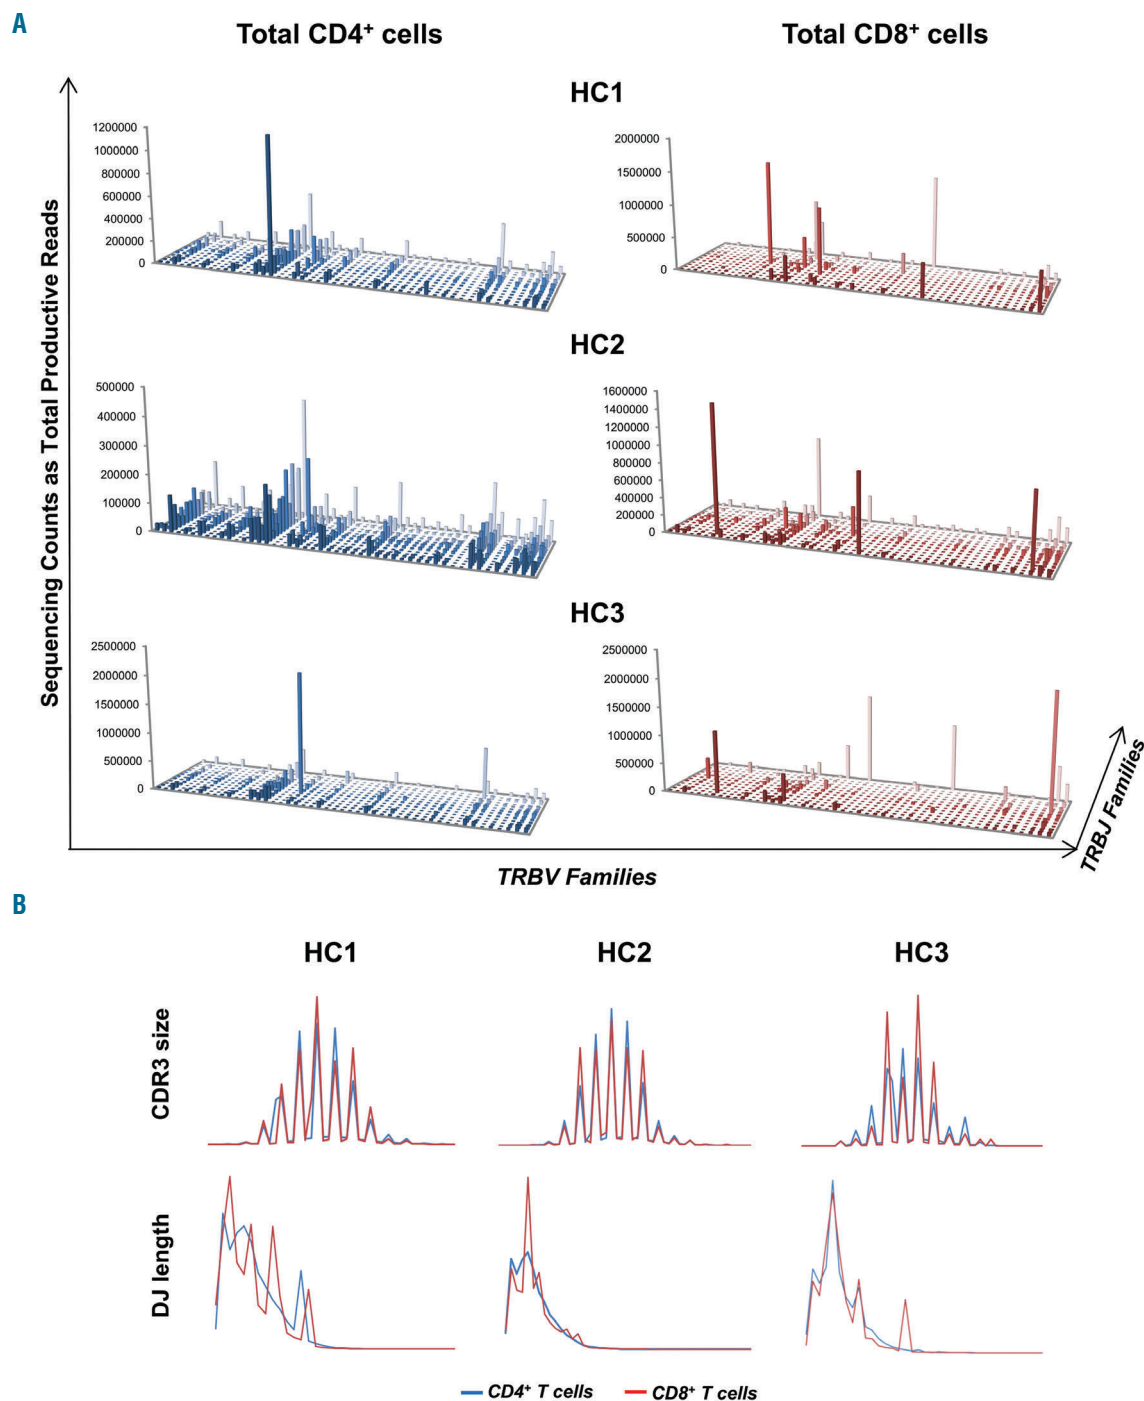 A
Total CD4+ cells
Total CD8+ cells
HC1
1200000
1000000
800000
600000
400000
200000
0
2000000
1500000
1000000
500000
0
HC2
500000
400000
300000
200000
100000
0
1600000
1400000
1200000
1000000
800000
600000
400000
200000
0
HC3
2500000
2000000
1500000
1000000
500000
0
2500000
2000000
1500000
1000000
500000
0
Sequencing Counts as Total Productive Reads
TRBV Families
TRBJ Families
B
HC1
HC2
HC3
CDR3 size
DJ length
CD4+ T cells
CD8+ T cells